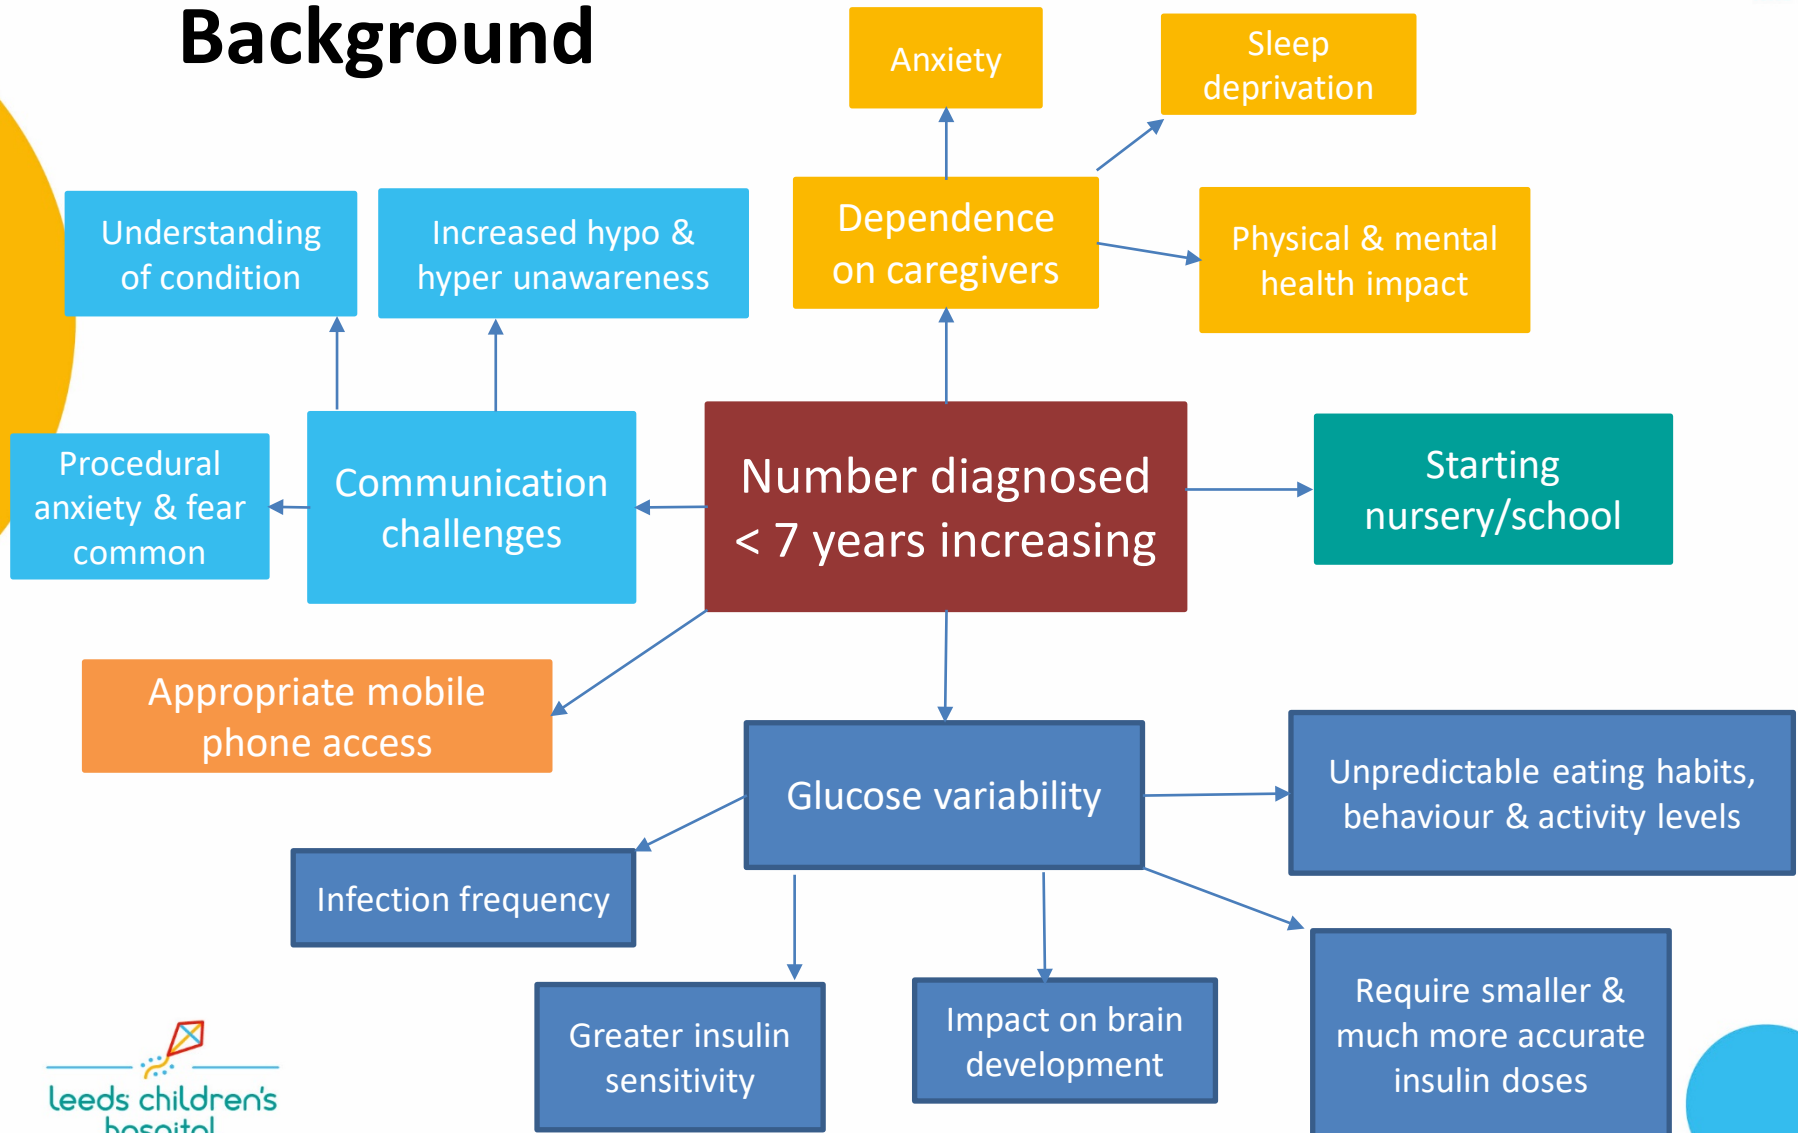 Background
Anxiety
Sleep
deprivation
Understanding
of condition
Increased hypo &
hyper unawareness
Dependence
on caregivers
Physical & mental
health impact
Procedural
anxiety & fear
common
Communication
challenges
Number diagnosed
< 7 years increasing
Starting
nursery/school
Appropriate mobile
phone access
Glucose variability
Unpredictable eating habits,
behaviour & activity levels
Infection frequency
Greater insulin
sensitivity
Impact on brain
development
Require smaller &
much more accurate
insulin doses
leeds children's
hospital